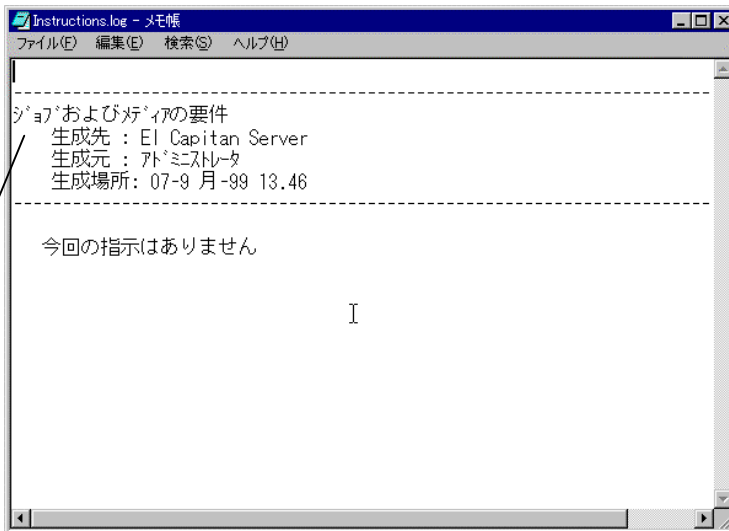 Instructions.log - メモ帳
ファイル(F) 編集(E) 検索(S) ヘルプ(H)
--------------------------------------------------------------------
ｼﾞｮﾌﾞおよびﾒﾃﾞｨｱの要件
生成先 : El Capitan Server
生成元 : ｱﾄﾞﾐﾆｽﾄﾚｰﾀ
生成場所: 07-9 月-99 13.46
--------------------------------------------------------------------
今回の指示はありません